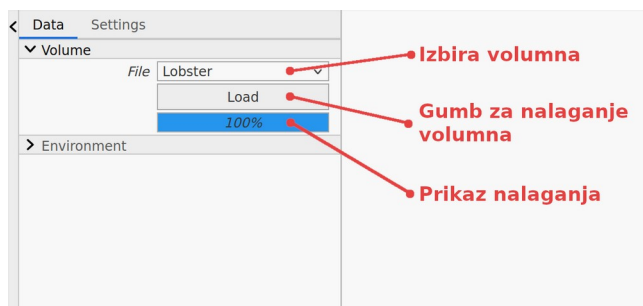 Data Settings
Volume
File Lobster
Load
100%
Environment
Izbira volumna
Gumb za nalaganje
volumna
Prikaz nalaganja